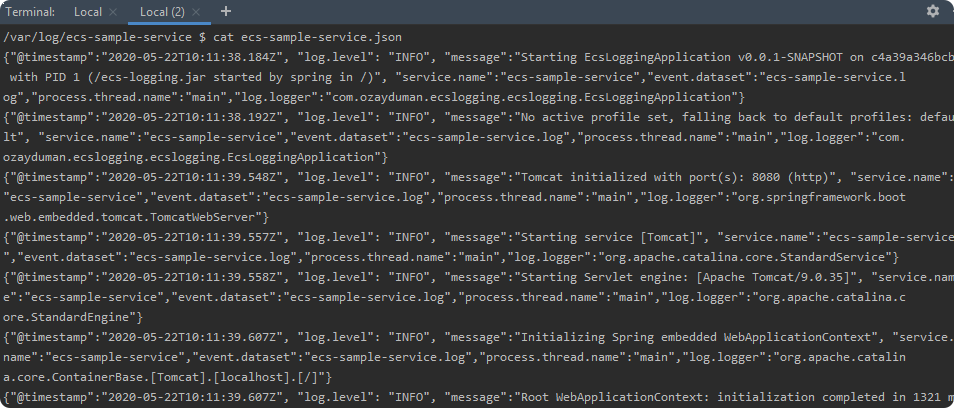 Terminal: Local × Local (2) × +
/var/log/ecs-sample-service $ cat ecs-sample-service.json
{"@timestamp":"2020-05-22T10:11:38.184Z", "log.level": "INFO", "message":"Starting EcsLoggingApplication v0.0.1-SNAPSHOT on c4a39a346bcb
 with PID 1 (/ecs-logging.jar started by spring in /)", "service.name":"ecs-sample-service","event.dataset":"ecs-sample-service.l
og","process.thread.name":"main","log.logger":"com.ozayduman.ecslogging.ecslogging.EcsLoggingApplication"}
{"@timestamp":"2020-05-22T10:11:38.192Z", "log.level": "INFO", "message":"No active profile set, falling back to default profiles: defau
lt", "service.name":"ecs-sample-service","event.dataset":"ecs-sample-service.log","process.thread.name":"main","log.logger":"com.
ozayduman.ecslogging.ecslogging.EcsLoggingApplication"}
{"@timestamp":"2020-05-22T10:11:39.548Z", "log.level": "INFO", "message":"Tomcat initialized with port(s): 8080 (http)", "service.name":
"ecs-sample-service","event.dataset":"ecs-sample-service.log","process.thread.name":"main","log.logger":"org.springframework.boot
.web.embedded.tomcat.TomcatWebServer"}
{"@timestamp":"2020-05-22T10:11:39.557Z", "log.level": "INFO", "message":"Starting service [Tomcat]", "service.name":"ecs-sample-service
","event.dataset":"ecs-sample-service.log","process.thread.name":"main","log.logger":"org.apache.catalina.core.StandardService"}
{"@timestamp":"2020-05-22T10:11:39.558Z", "log.level": "INFO", "message":"Starting Servlet engine: [Apache Tomcat/9.0.35]", "service.nam
e":"ecs-sample-service","event.dataset":"ecs-sample-service.log","process.thread.name":"main","log.logger":"org.apache.catalina.c
ore.StandardEngine"}
{"@timestamp":"2020-05-22T10:11:39.607Z", "log.level": "INFO", "message":"Initializing Spring embedded WebApplicationContext", "service.
name":"ecs-sample-service","event.dataset":"ecs-sample-service.log","process.thread.name":"main","log.logger":"org.apache.catalin
a.core.ContainerBase.[Tomcat].[localhost].[/]"}
{"@timestamp":"2020-05-22T10:11:39.607Z", "log.level": "INFO", "message":"Root WebApplicationContext: initialization completed in 1321 m